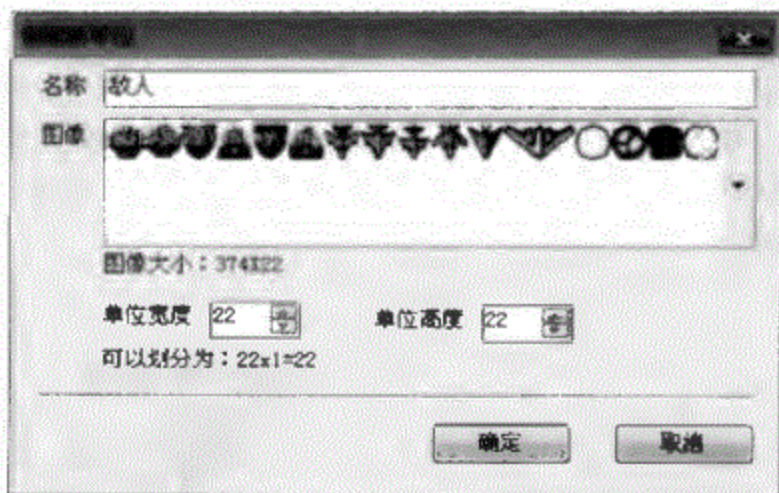 名称 敌人
图像
图像大小：374X22
单位宽度 22 单位高度 22
可以划分为：22x1=22
确定 取消